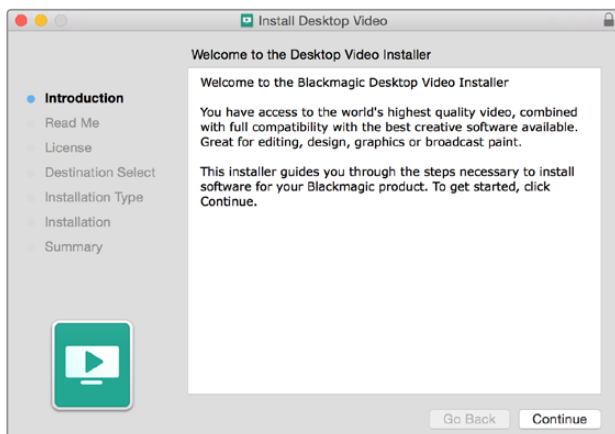 Install Desktop Video
Welcome to the Desktop Video Installer
Introduction
Read Me
License
Destination Select
Installation Type
Installation
Summary
Welcome to the Blackmagic Desktop Video Installer
You have access to the world's highest quality video, combined
with full compatibility with the best creative software available.
Great for editing, design, graphics or broadcast paint.
This installer guides you through the steps necessary to install
software for your Blackmagic product. To get started, click
Continue.
Go Back
Continue